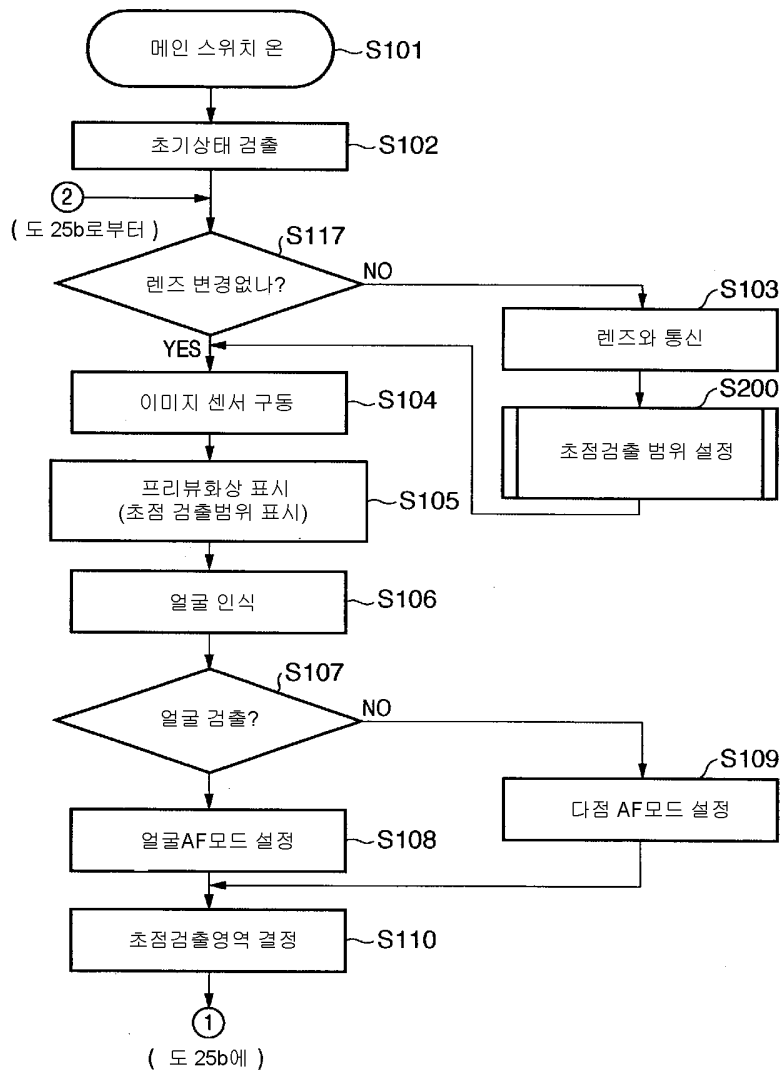 메인 스위치 온
S101
초기상태 검출
S102
2
( 도 25b로부터 )
S117
렌즈 변경없나?
NO
YES
S103
렌즈와 통신
S200
초점검출 범위 설정
이미지 센서 구동
S104
프리뷰화상 표시
(초점 검출범위 표시)
S105
얼굴 인식
S106
S107
얼굴 검출?
NO
S109
다점 AF모드 설정
얼굴AF모드 설정
S108
초점검출영역 결정
S110
1
( 도 25b에 )